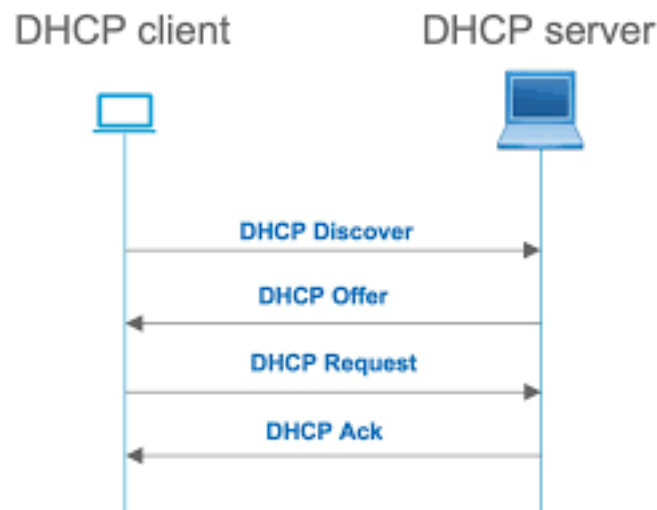 DHCP client
DHCP server
DHCP Discover
DHCP Offer
DHCP Request
DHCP Ack